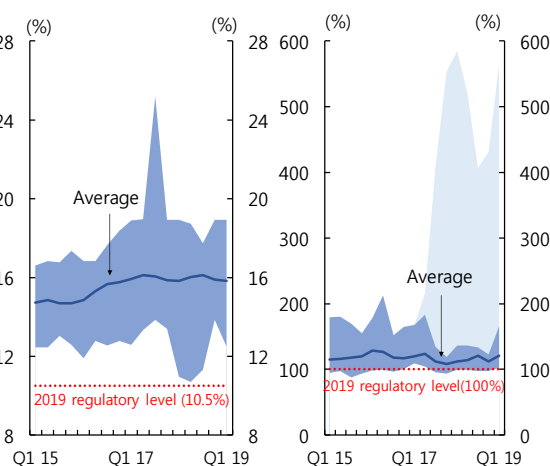 (%) (%) (%) (%)
28 28 600 600
24 24 500 500
400 400
20 20
Average
300 300
16 16 Average
200 200
12 12
100 100
2019 regulatory level (10.5%) 2019 regulatory level(100%)
8 8 0 0
Q1 15 Q1 17 Q1 19 Q1 15 Q1 17 Q1 19